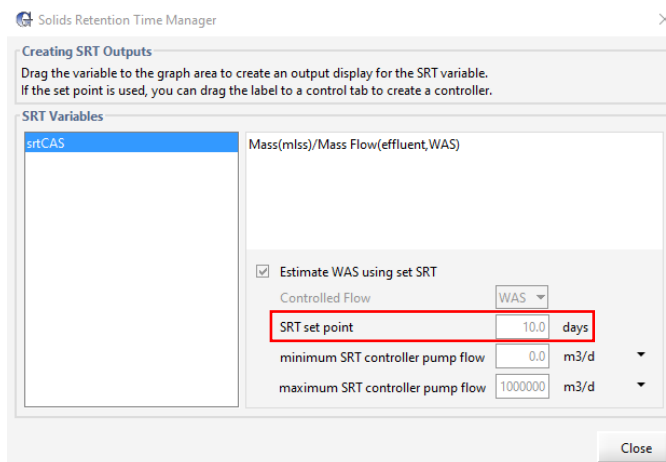 Solids Retention Time Manager
Creating SRT Outputs
Drag the variable to the graph area to create an output display for the SRT variable.
If the set point is used, you can drag the label to a control tab to create a controller.
SRT Variables
srtCAS
Mass(mlss)/Mass Flow(effluent,WAS)
Estimate WAS using set SRT
Controlled Flow WAS
SRT set point 10.0 days
minimum SRT controller pump flow 0.0 m3/d
maximum SRT controller pump flow 1000000 m3/d
Close